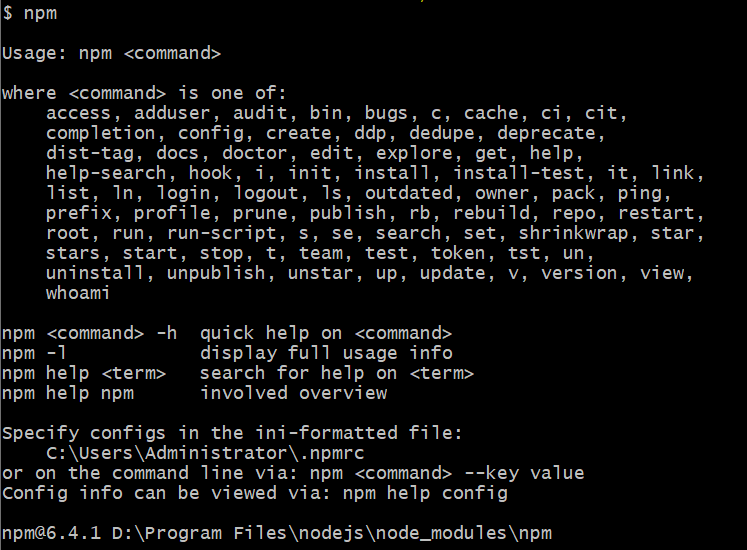 $ npm
Usage: npm <command>
where <command> is one of:
    access, adduser, audit, bin, bugs, c, cache, ci, cit,
    completion, config, create, ddp, dedupe, deprecate,
    dist-tag, docs, doctor, edit, explore, get, help,
    help-search, hook, i, init, install, install-test, it, link,
    list, ln, login, logout, ls, outdated, owner, pack, ping,
    prefix, profile, prune, publish, rb, rebuild, repo, restart,
    root, run, run-script, s, se, search, set, shrinkwrap, star,
    stars, start, stop, t, team, test, token, tst, un,
    uninstall, unpublish, unstar, up, update, v, version, view,
    whoami
npm <command> -h  quick help on <command>
npm -l            display full usage info
npm help <term>   search for help on <term>
npm help npm      involved overview
Specify configs in the ini-formatted file:
    C:\Users\Administrator\.npmrc
or on the command line via: npm <command> --key value
Config info can be viewed via: npm help config
npm@6.4.1 D:\Program Files\nodejs\node_modules\npm